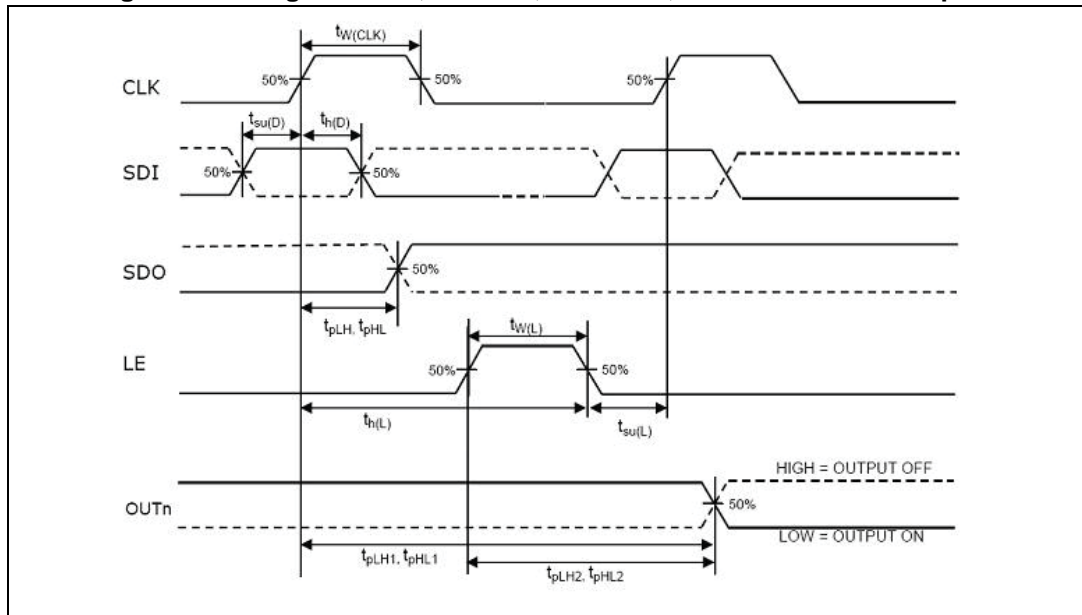 tW(CLK)
CLK
50%
50%
50%
tsu(D)
th(D)
SDI
50%
50%
SDO
50%
tpLH, tpHL
tW(L)
LE
50%
50%
th(L)
tsu(L)
HIGH = OUTPUT OFF
OUTn
50%
LOW = OUTPUT ON
tpLH1, tpHL1
tpLH2, tpHL2